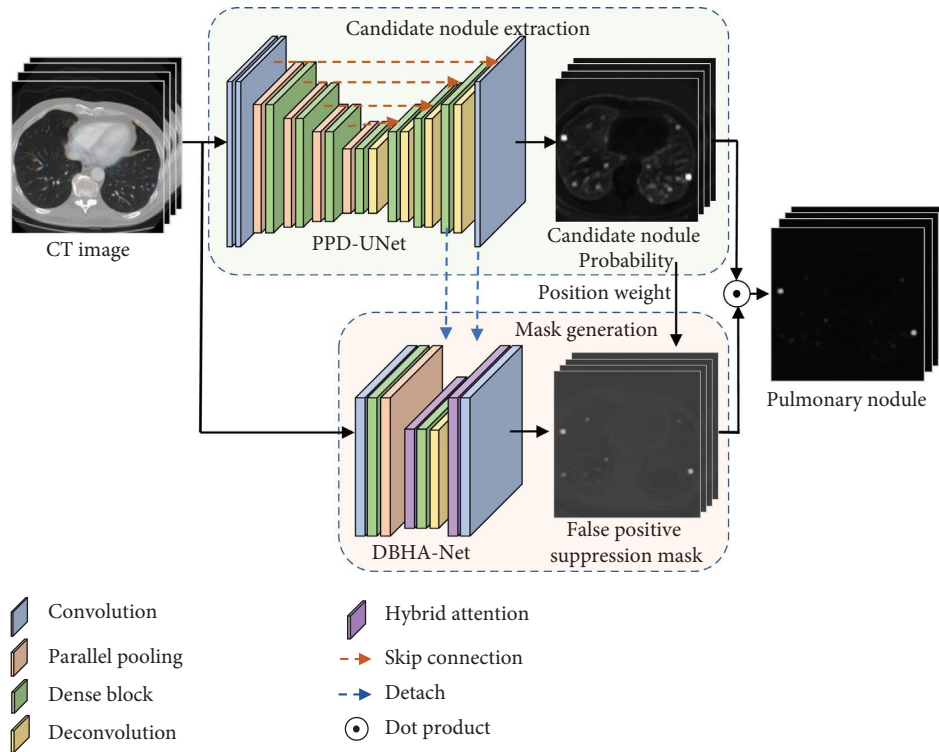 Candidate nodule extraction
CT image
PPD-UNet
Candidate nodule
Probability
Position weight
Mask generation
Pulmonary nodule
DBHA-Net
False positive
suppression mask
Convolution
Parallel pooling
Dense block
Deconvolution
Hybrid attention
Skip connection
Detach
Dot product